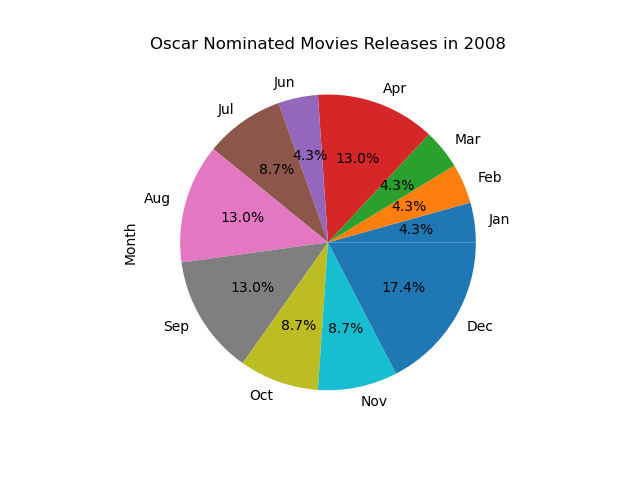 Oscar Nominated Movies Releases in 2008
Month
Jan
4.3%
Feb
4.3%
Mar
4.3%
Apr
13.0%
Jun
4.3%
Jul
8.7%
Aug
13.0%
Sep
13.0%
Oct
8.7%
Nov
8.7%
Dec
17.4%